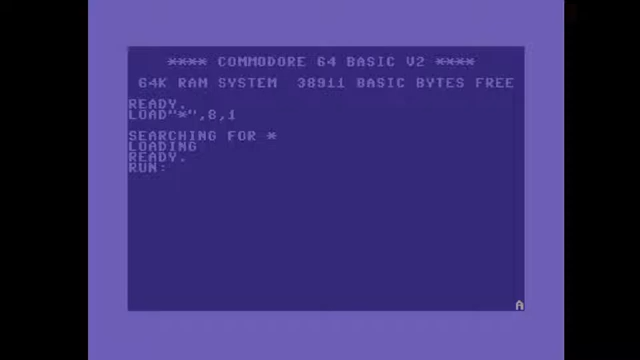 **** COMMODORE 64 BASIC V2 ****
64K RAM SYSTEM  38911 BASIC BYTES FREE
READY.
LOAD"*",8,1
SEARCHING FOR *
LOADING
READY.
RUN:
A